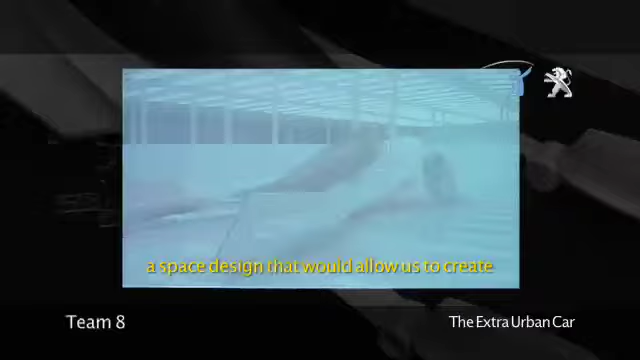 a space design that would allow us to create
Team 8
The Extra Urban Car